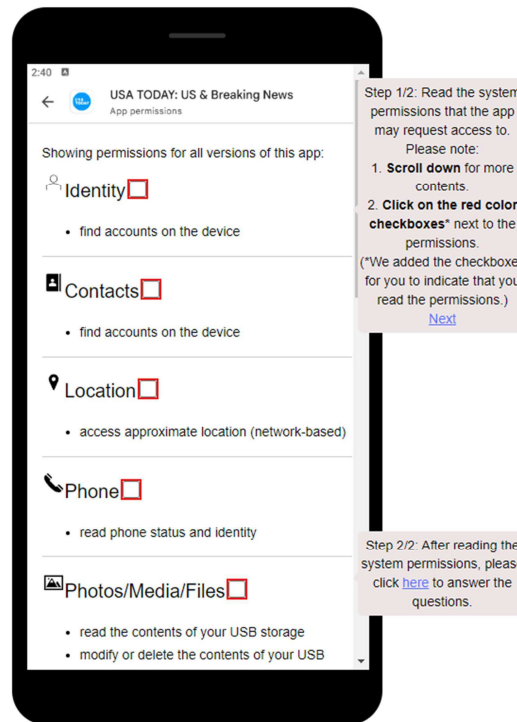 2:40
USA TODAY: US & Breaking News
App permissions
Showing permissions for all versions of this app:
Identity
• find accounts on the device
Contacts
• find accounts on the device
Location
• access approximate location (network-based)
Phone
• read phone status and identity
Photos/Media/Files
• read the contents of your USB storage
• modify or delete the contents of your USB
Step 1/2: Read the system
permissions that the app
may request access to.
Please note:
1. Scroll down for more
contents.
2. Click on the red color
checkboxes* next to the
permissions.
(*We added the checkboxe
for you to indicate that you
read the permissions.)
Next
Step 2/2: After reading the
system permissions, please
click here to answer the
questions.